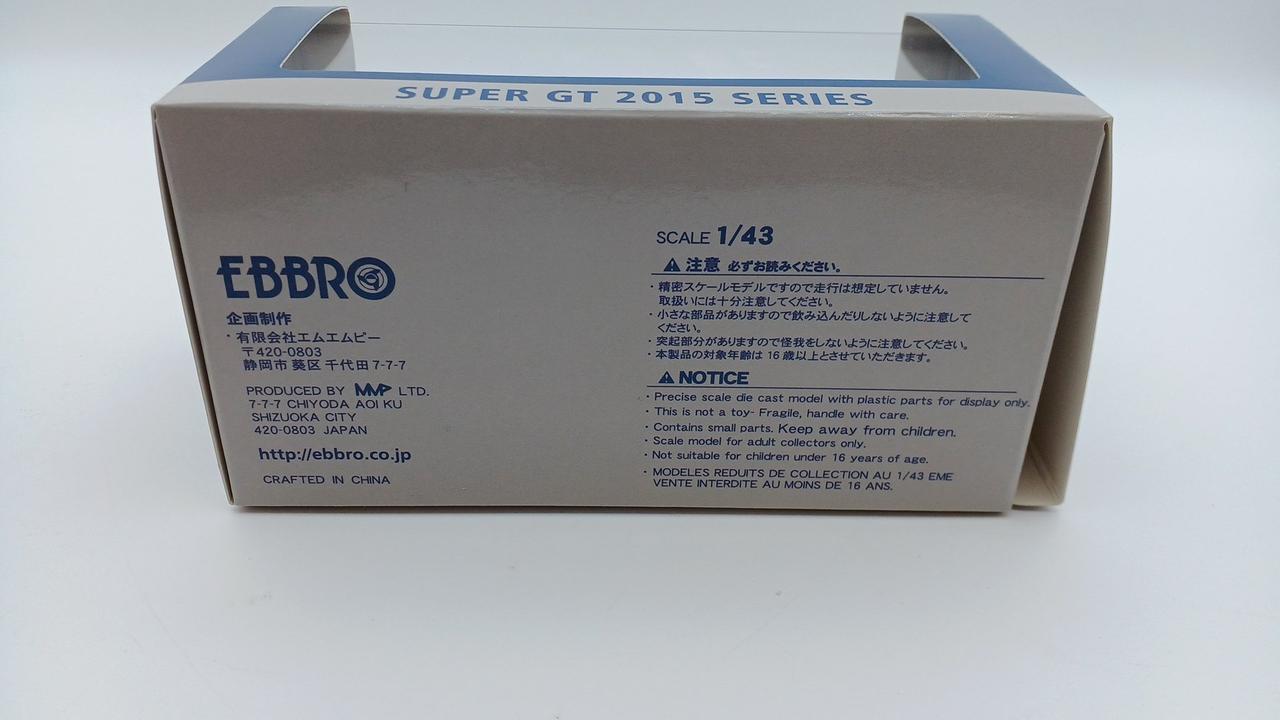 SUPER GT 2015 SERIES
EBBRO
企画制作
・有限会社エムエムピー
〒420-0803
静岡市 葵区 千代田 7-7-7
PRODUCED BY MMP LTD.
7-7-7 CHIYODA AOI KU
SHIZUOKA CITY
420-0803 JAPAN
http://ebbro.co.jp
CRAFTED IN CHINA
SCALE 1/43
⚠ 注意 必ずお読みください。
・精密スケールモデルですので走行は想定していません。
取扱いには十分注意してください。
・小さな部品がありますので飲み込んだりしないように注意して
ください。
・突起部分がありますので怪我をしないように注意してください。
・本製品の対象年齢は 16 歳以上とさせていただきます。
⚠ NOTICE
・Precise scale die cast model with plastic parts for display only.
・This is not a toy- Fragile, handle with care.
・Contains small parts. Keep away from children.
・Scale model for adult collectors only.
・Not suitable for children under 16 years of age.
・MODELES REDUITS DE COLLECTION AU 1/43 EME
VENTE INTERDITE AU MOINS DE 16 ANS.